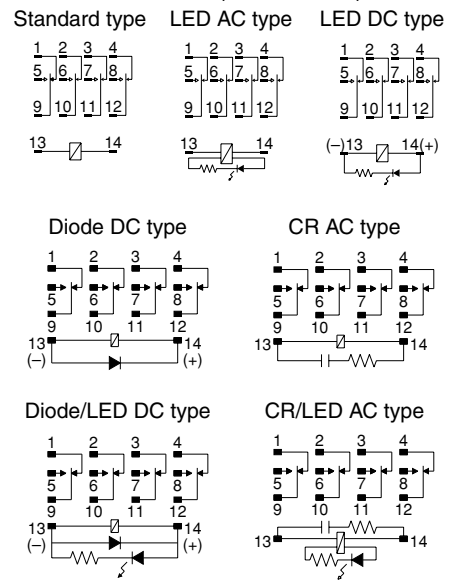 Standard type LED AC type LED DC type
1 2 3 4 1 2 3 4 1 2 3 4
5 6 7 8 5 6 7 8 5 6 7 8
9 10 11 12 9 10 11 12 9 10 11 12
13 14 13 14 (–)13 14(+)
Diode DC type CR AC type
1 2 3 4 1 2 3 4
5 6 7 8 5 6 7 8
9 10 11 12 9 10 11 12
13 14 13 14
(–) (+)
Diode/LED DC type CR/LED AC type
1 2 3 4 1 2 3 4
5 6 7 8 5 6 7 8
9 10 11 12 9 10 11 12
13 14 13 14
(–) (+)